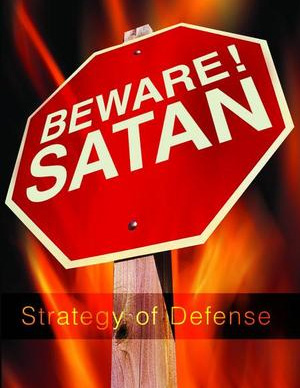 BEWARE!
SATAN
Strategy of Defense